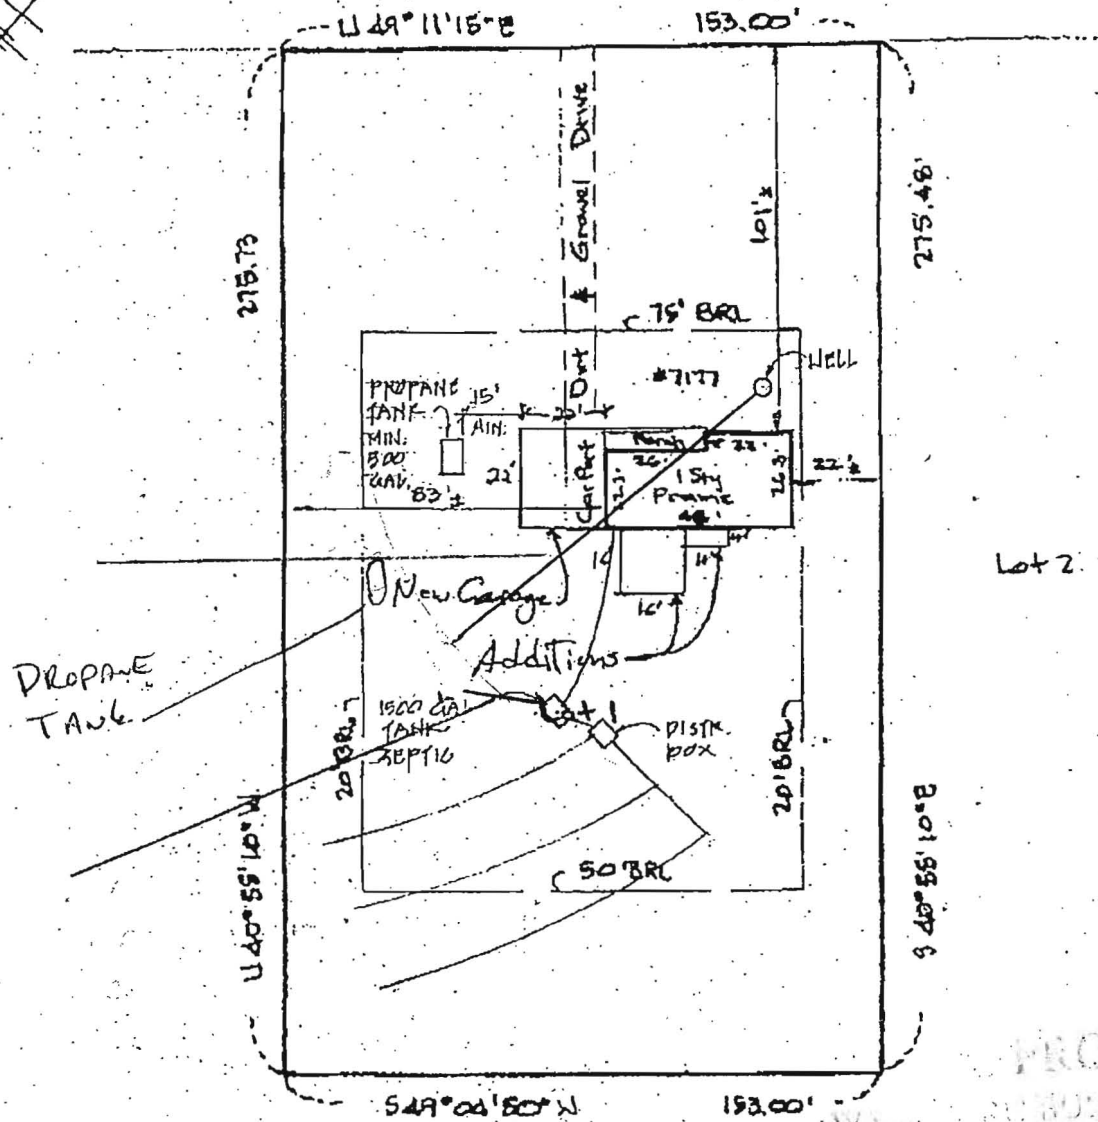 N 49° 11' 15" E
153.00'
275.73
275.48'
Gravel Drive
Dirt
101'±
75' BRL
#7177
WELL
PROPANE
TANK
MIN.
500
GAL.
15'
MIN.
83'±
22'
Car Port
Porch
26'
22'
23'
1 Sty
26.3'
22'±
48'
16'
4'
16'
New Garage
Additions
Lot 2
PROPANE
TANK
1500 GAL
TANK
SEPTIC
DISTR.
BOX
20' BRL
20' BRL
50 BRL
N 40° 55' 10" W
S 40° 55' 10" E
S 49° 04' 50" W
153.00'